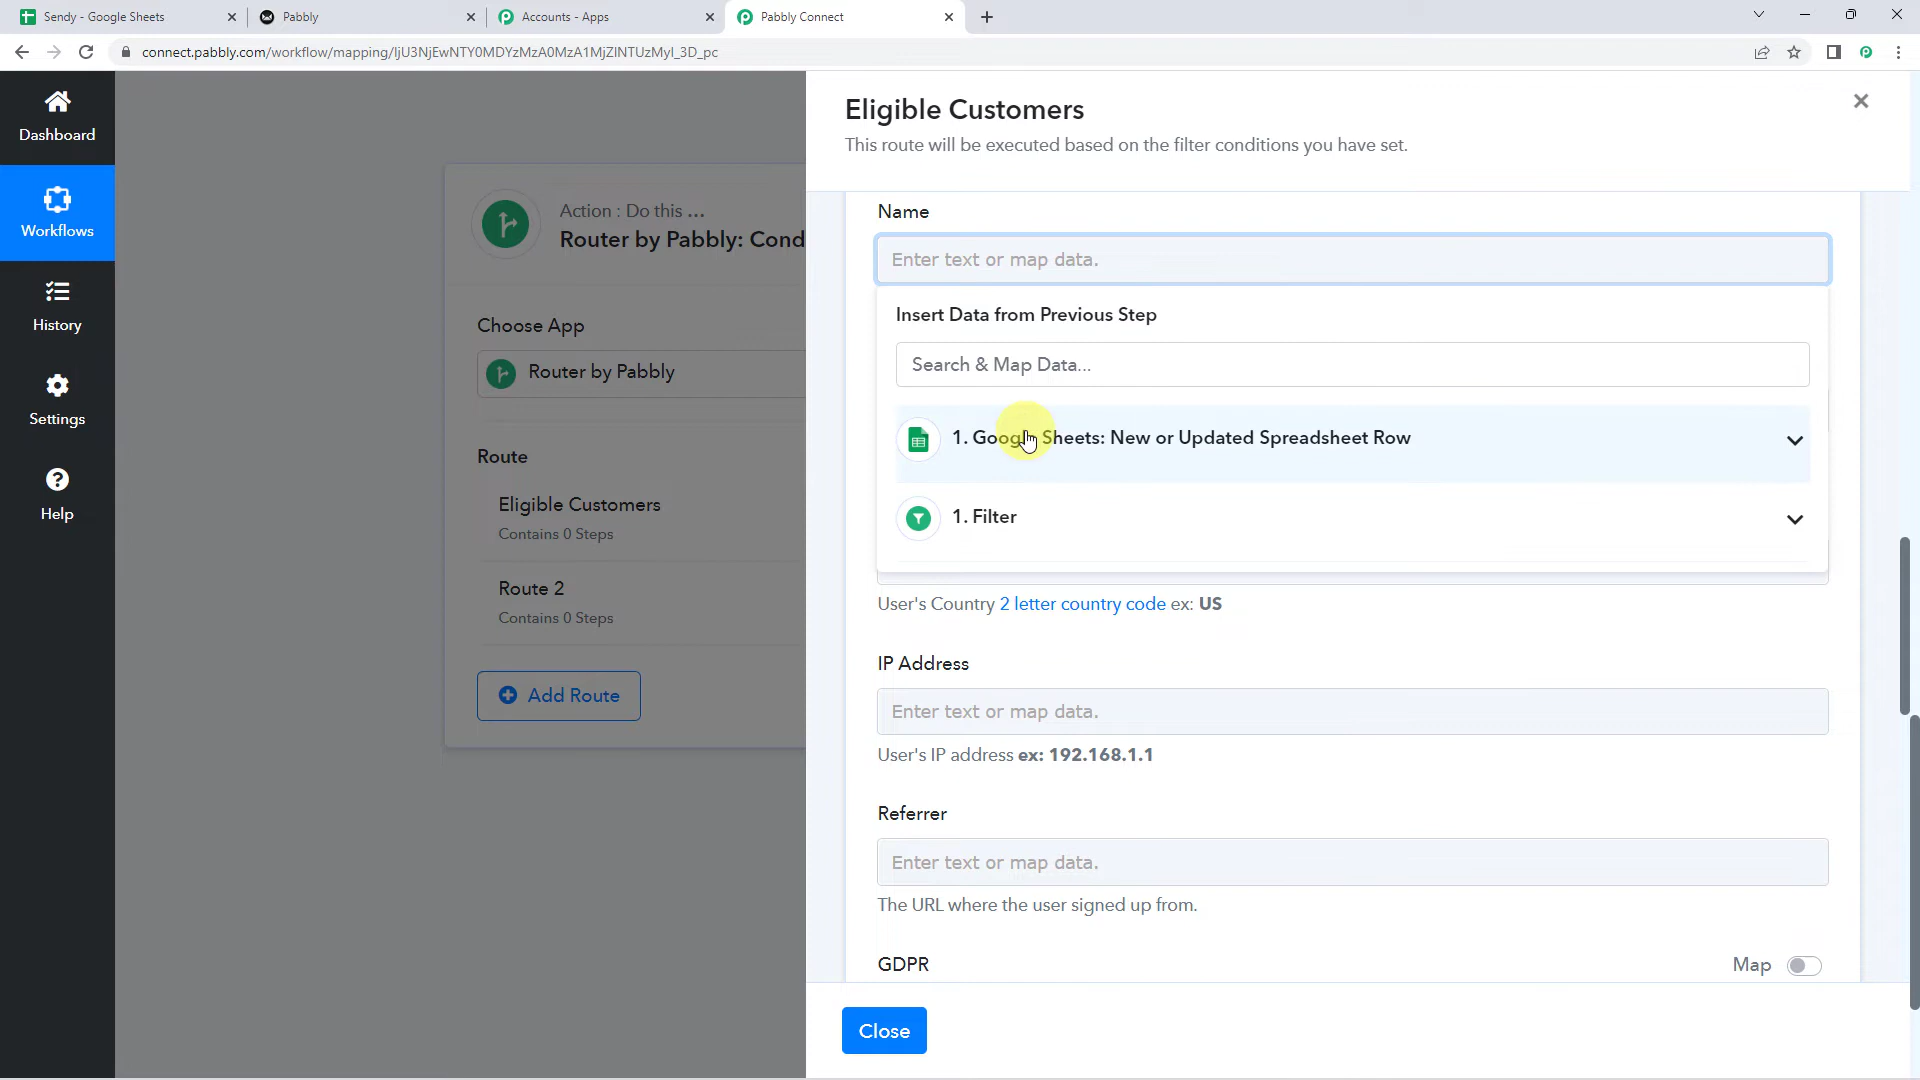 Sendy - Google Sheets
Pabbly
Accounts - Apps
Pabbly Connect
Dashboard
Workflows
History
Settings
Help
Action : Do this ...
Router by Pabbly: Cond
Choose App
Router by Pabbly
Route
Eligible Customers
Contains 0 Steps
Route 2
Contains 0 Steps
Add Route
Eligible Customers
This route will be executed based on the filter conditions you have set.
Name
Enter text or map data.
Insert Data from Previous Step
Search & Map Data...
1. Google Sheets: New or Updated Spreadsheet Row
1. Filter
User's Country 2 letter country code ex: US
IP Address
Enter text or map data.
User's IP address ex: 192.168.1.1
Referrer
Enter text or map data.
The URL where the user signed up from.
GDPR
Map
Close